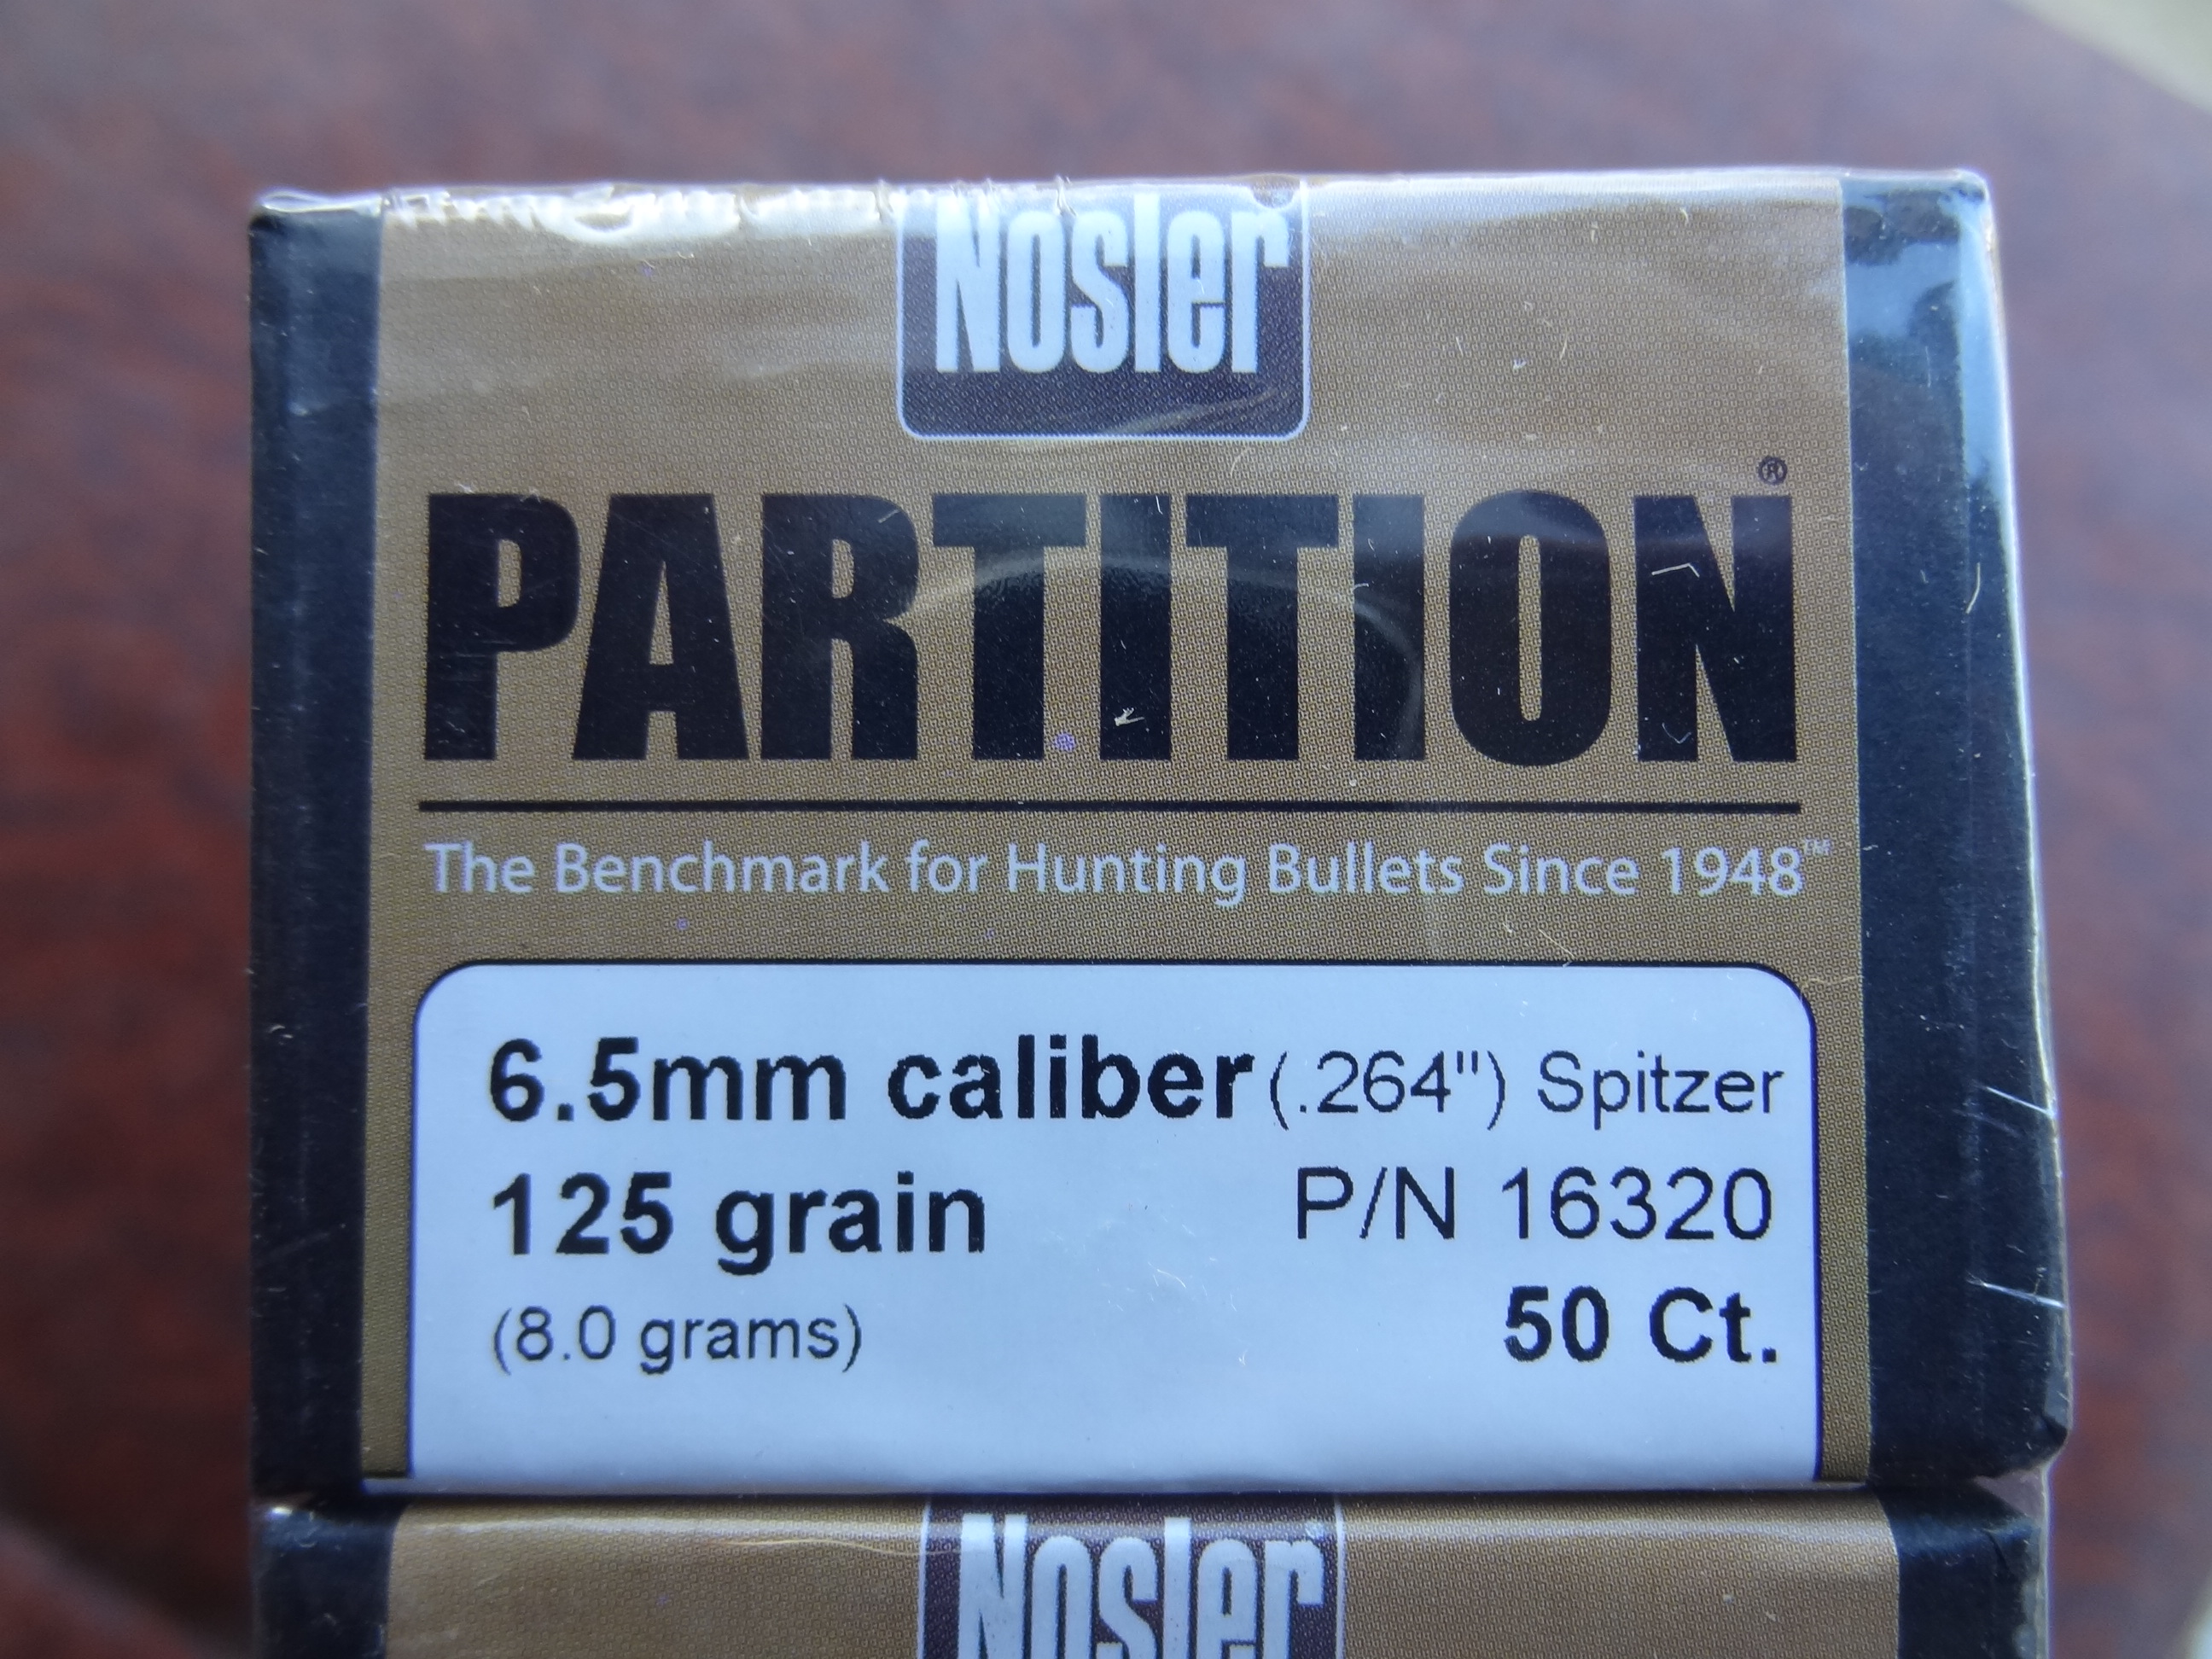 Nosler
PARTITION®
The Benchmark for Hunting Bullets Since 1948™
6.5mm caliber (.264") Spitzer
125 grain P/N 16320
(8.0 grams) 50 Ct.
Nosler®